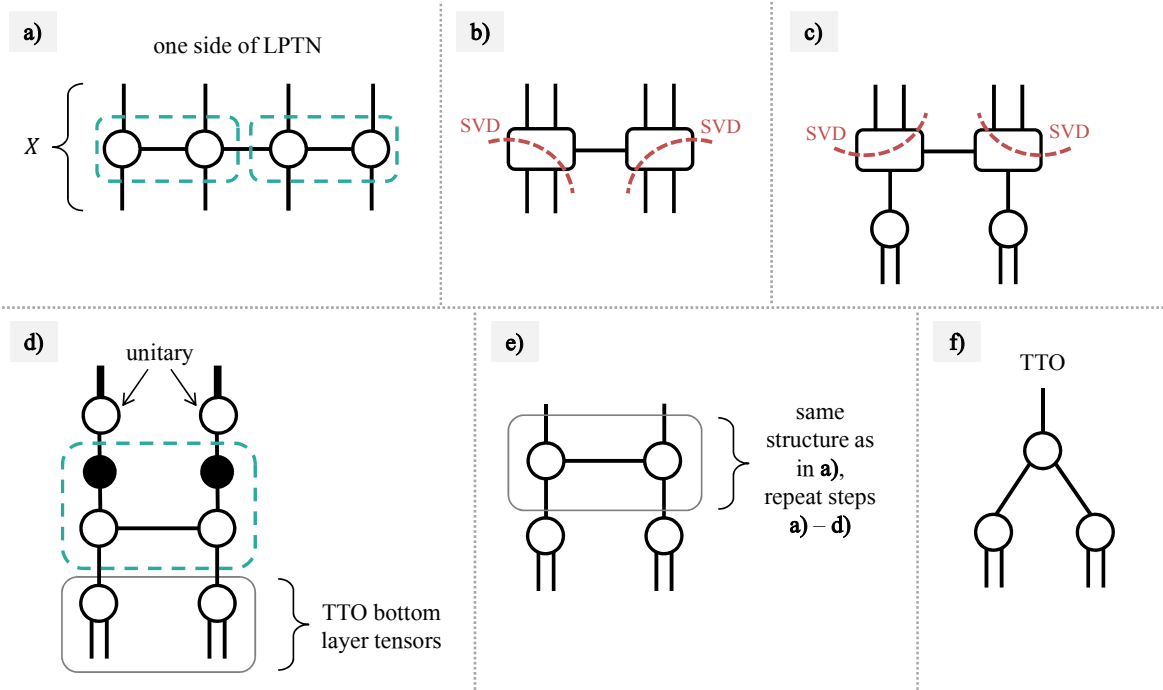 a)
one side of LPTN
X
b)
SVD
SVD
c)
SVD
SVD
d)
unitary
TTO bottom
layer tensors
e)
same
structure as
in a),
repeat steps
a) – d)
f)
TTO